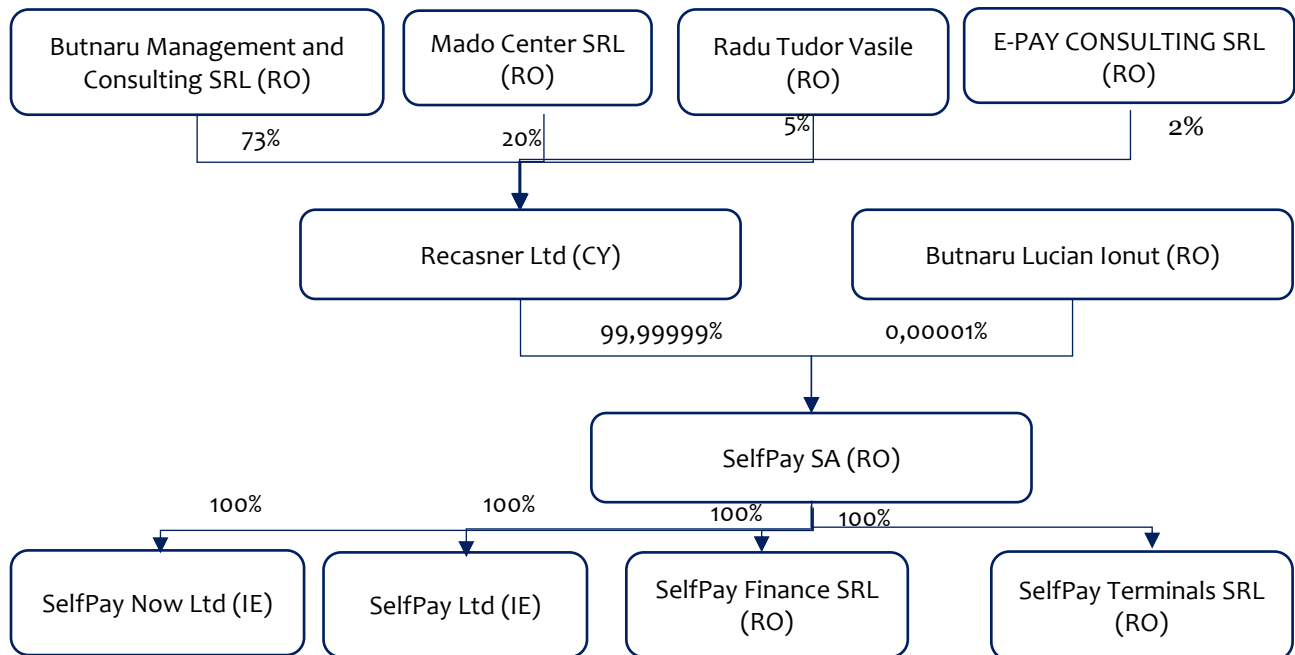 Butnaru Management and
Consulting SRL (RO)
Mado Center SRL
(RO)
Radu Tudor Vasile
(RO)
E-PAY CONSULTING SRL
(RO)
73%
20%
5%
2%
Recasner Ltd (CY)
Butnaru Lucian Ionut (RO)
99,99999%
0,00001%
SelfPay SA (RO)
100%
100%
100%
100%
SelfPay Now Ltd (IE)
SelfPay Ltd (IE)
SelfPay Finance SRL
(RO)
SelfPay Terminals SRL
(RO)